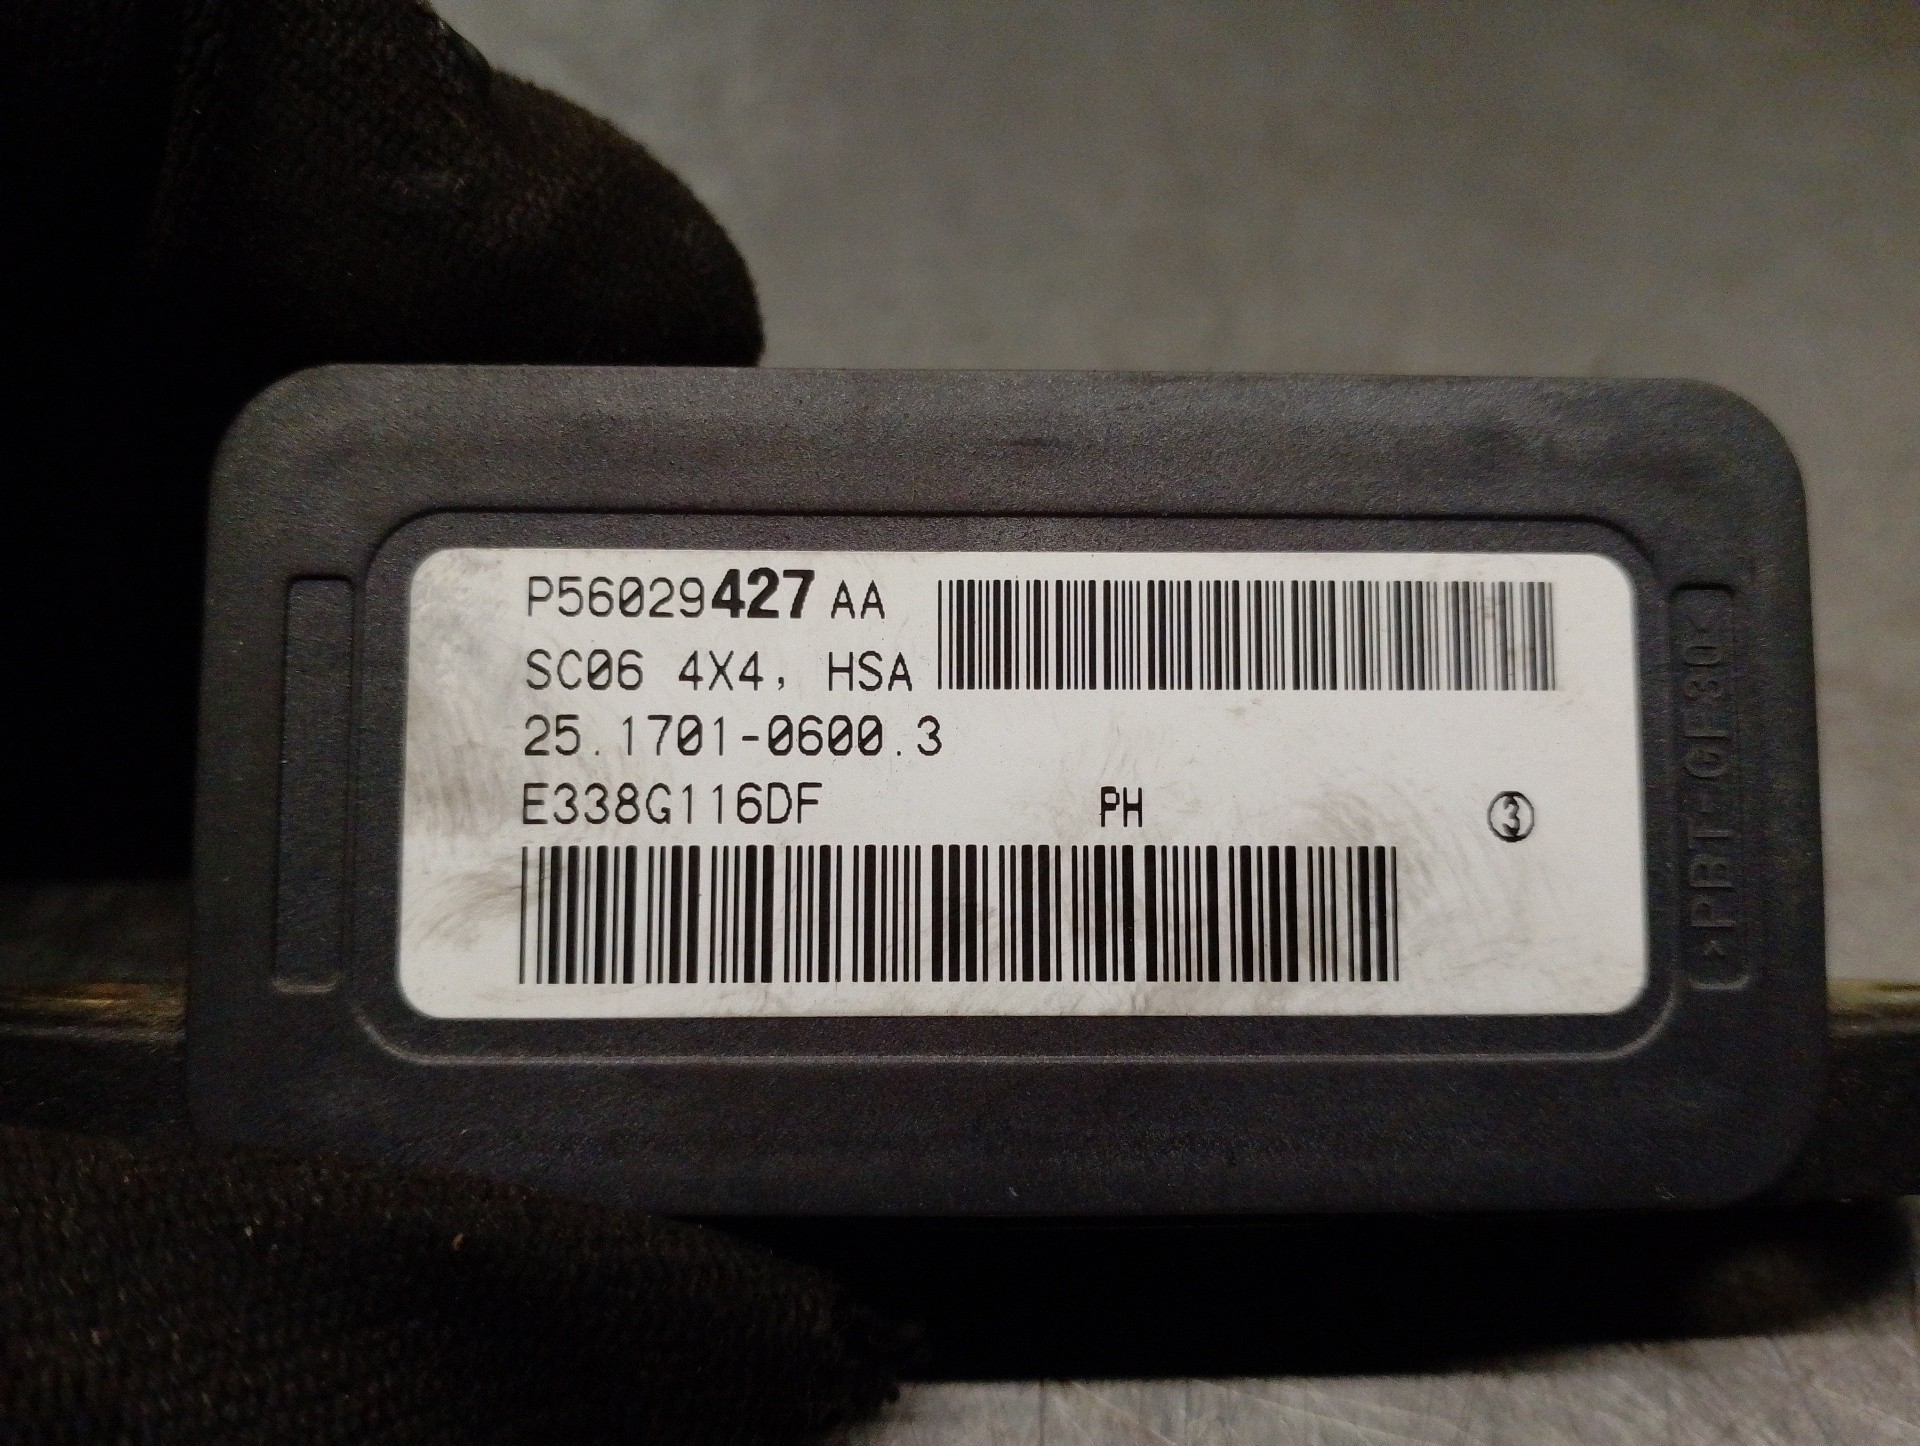 P56029427 AA
SC06 4X4, HSA
25.1701-0600.3
E338G116DF PH 3
>PBT-GF30<